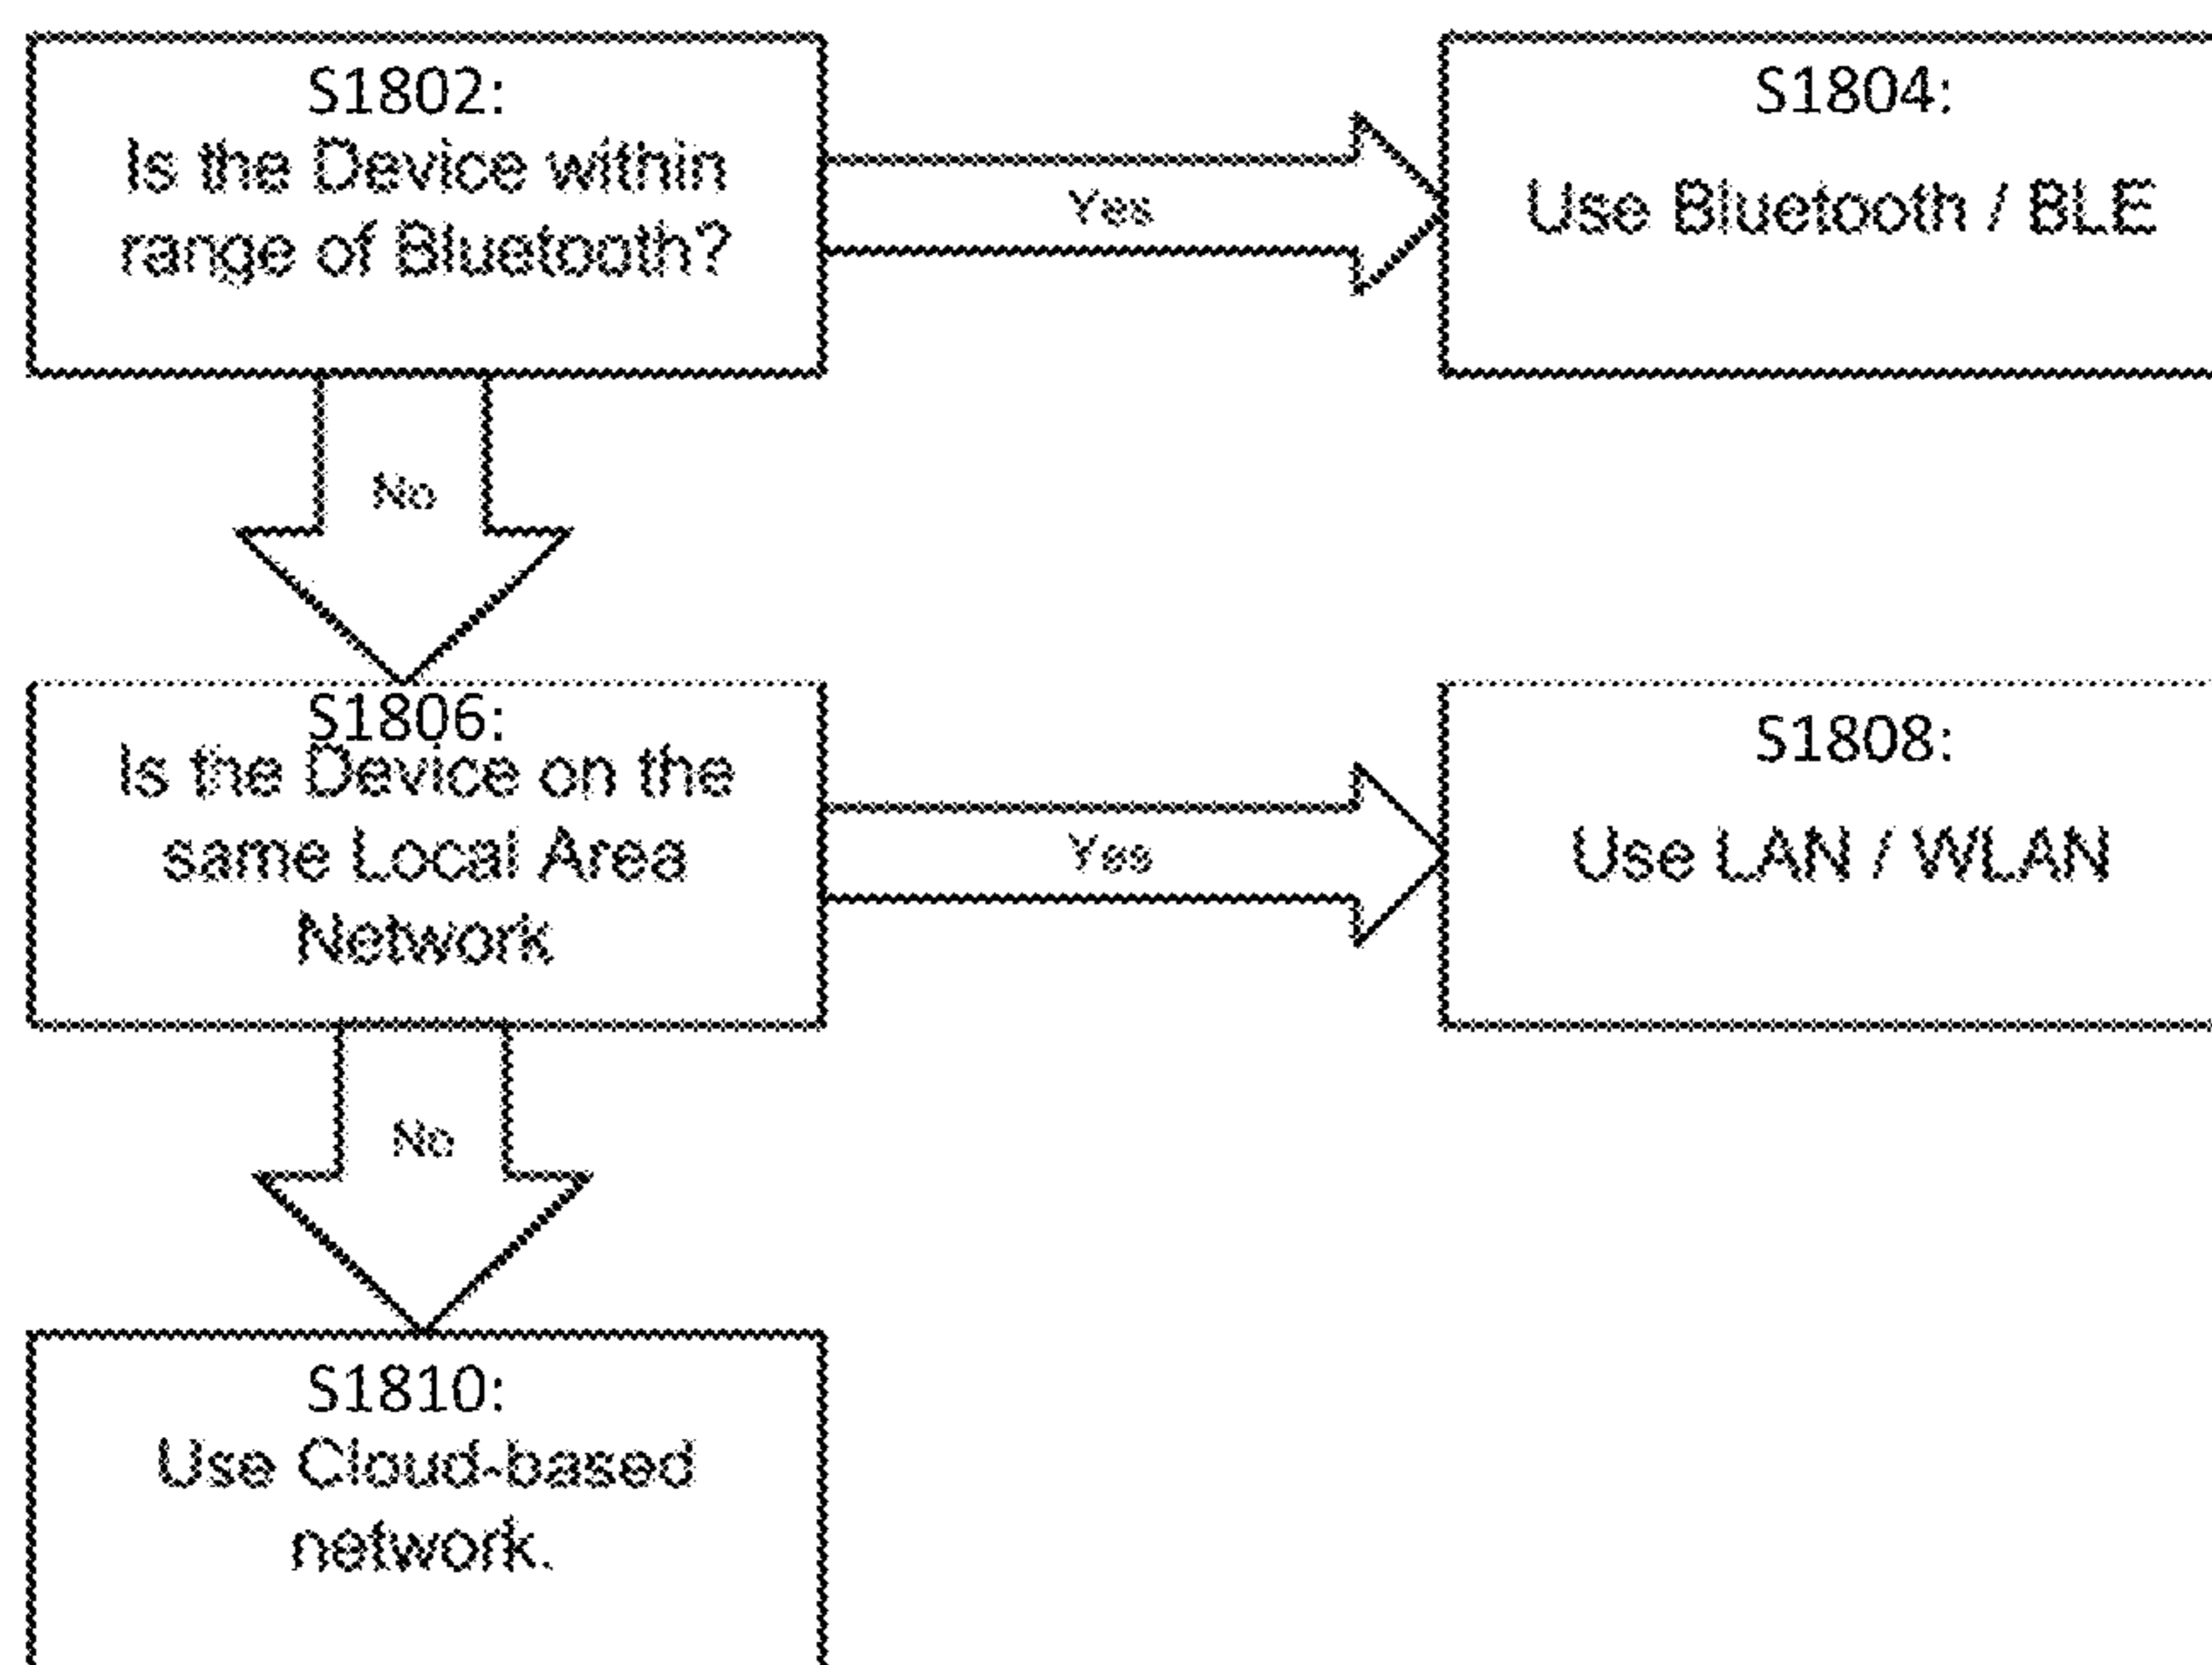 S1802:
Is the Device within
range of Bluetooth?
Yes
S1804:
Use Bluetooth / BLE
No
S1806:
Is the Device on the
same Local Area
Network
Yes
S1808:
Use LAN / WLAN
No
S1810:
Use Cloud-based
network.